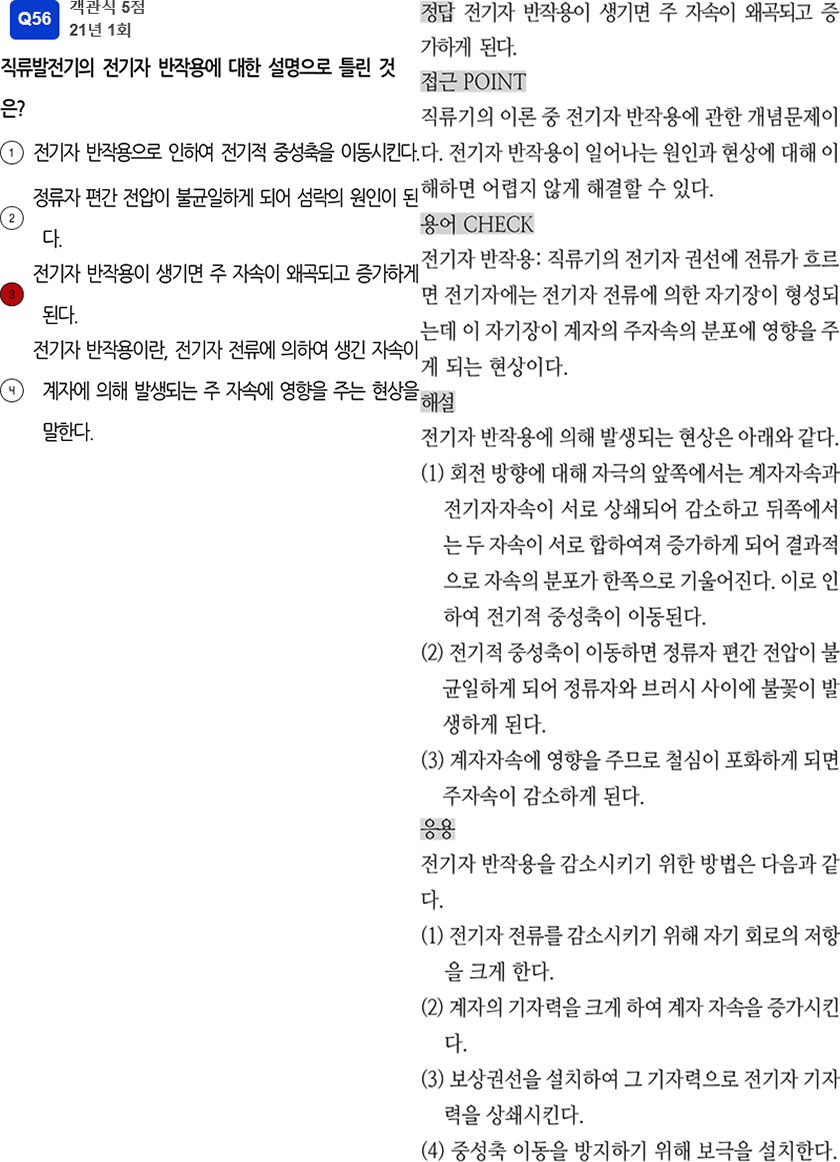 Q56
객관식 5점
21년 1회
직류발전기의 전기자 반작용에 대한 설명으로 틀린 것
은?
1 전기자 반작용으로 인하여 전기적 중성축을 이동시킨다.
2 정류자 편간 전압이 불균일하게 되어 섬락의 원인이 된
다.
3 전기자 반작용이 생기면 주 자속이 왜곡되고 증가하게
된다.
4 전기자 반작용이란, 전기자 전류에 의하여 생긴 자속이
계자에 의해 발생되는 주 자속에 영향을 주는 현상을
말한다.
정답 전기자 반작용이 생기면 주 자속이 왜곡되고 증
가하게 된다.
접근 POINT
직류기의 이론 중 전기자 반작용에 관한 개념문제이
다. 전기자 반작용이 일어나는 원인과 현상에 대해 이
해하면 어렵지 않게 해결할 수 있다.
용어 CHECK
전기자 반작용: 직류기의 전기자 권선에 전류가 흐르
면 전기자에는 전기자 전류에 의한 자기장이 형성되
는데 이 자기장이 계자의 주자속의 분포에 영향을 주
게 되는 현상이다.
해설
전기자 반작용에 의해 발생되는 현상은 아래와 같다.
(1) 회전 방향에 대해 자극의 앞쪽에서는 계자자속과
전기자자속이 서로 상쇄되어 감소하고 뒤쪽에서
는 두 자속이 서로 합하여져 증가하게 되어 결과적
으로 자속의 분포가 한쪽으로 기울어진다. 이로 인
하여 전기적 중성축이 이동된다.
(2) 전기적 중성축이 이동하면 정류자 편간 전압이 불
균일하게 되어 정류자와 브러시 사이에 불꽃이 발
생하게 된다.
(3) 계자자속에 영향을 주므로 철심이 포화하게 되면
주자속이 감소하게 된다.
응용
전기자 반작용을 감소시키기 위한 방법은 다음과 같
다.
(1) 전기자 전류를 감소시키기 위해 자기 회로의 저항
을 크게 한다.
(2) 계자의 기자력을 크게 하여 계자 자속을 증가시킨
다.
(3) 보상권선을 설치하여 그 기자력으로 전기자 기자
력을 상쇄시킨다.
(4) 중성축 이동을 방지하기 위해 보극을 설치한다.